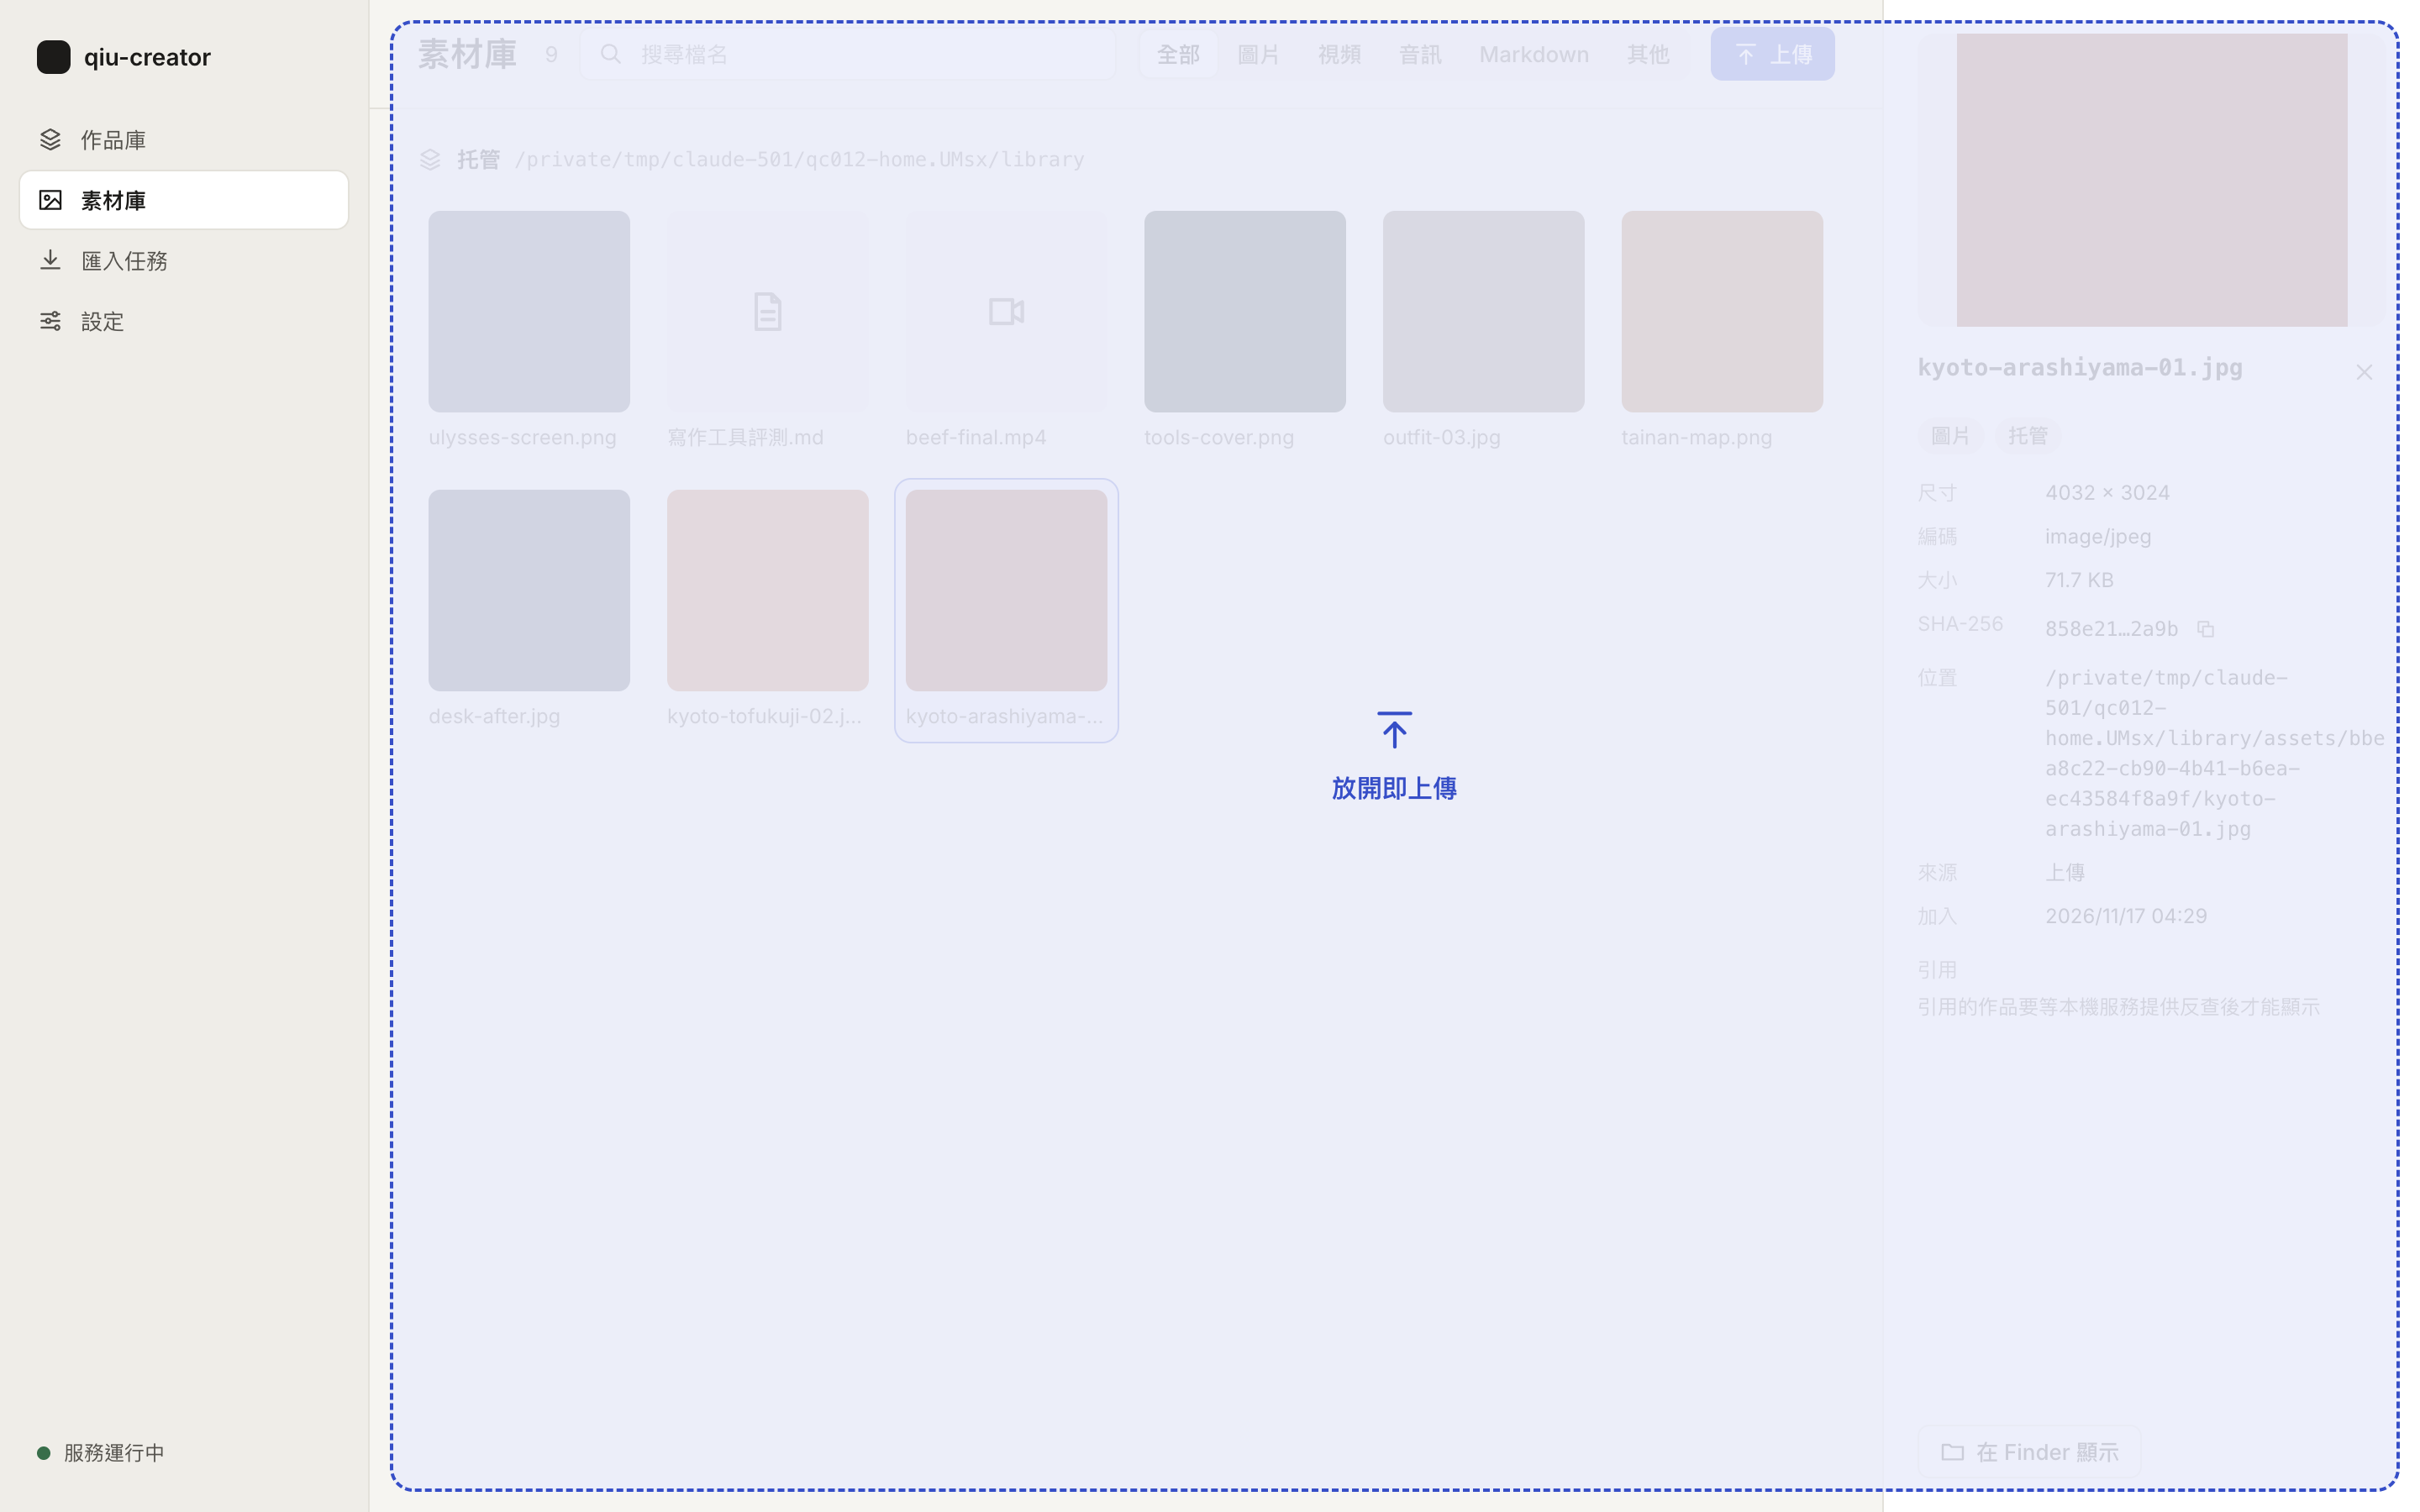 qiu-creator
作品庫
素材庫
匯入任務
設定
服務運行中
素材庫 9 搜尋檔名 全部 圖片 視頻 音訊 Markdown 其他 上傳
托管 /private/tmp/claude-501/qc012-home.UMsx/library
ulysses-screen.png 寫作工具評測.md beef-final.mp4 tools-cover.png outfit-03.jpg tainan-map.png
desk-after.jpg kyoto-tofukuji-02.j... kyoto-arashiyama-...
放開即上傳
kyoto-arashiyama-01.jpg
圖片 托管
尺寸 4032 × 3024
編碼 image/jpeg
大小 71.7 KB
SHA-256 858e21…2a9b
位置 /private/tmp/claude-
501/qc012-
home.UMsx/library/assets/bbe
a8c22-cb90-4b41-b6ea-
ec43584f8a9f/kyoto-
arashiyama-01.jpg
來源 上傳
加入 2026/11/17 04:29
引用
引用的作品要等本機服務提供反查後才能顯示
在 Finder 顯示